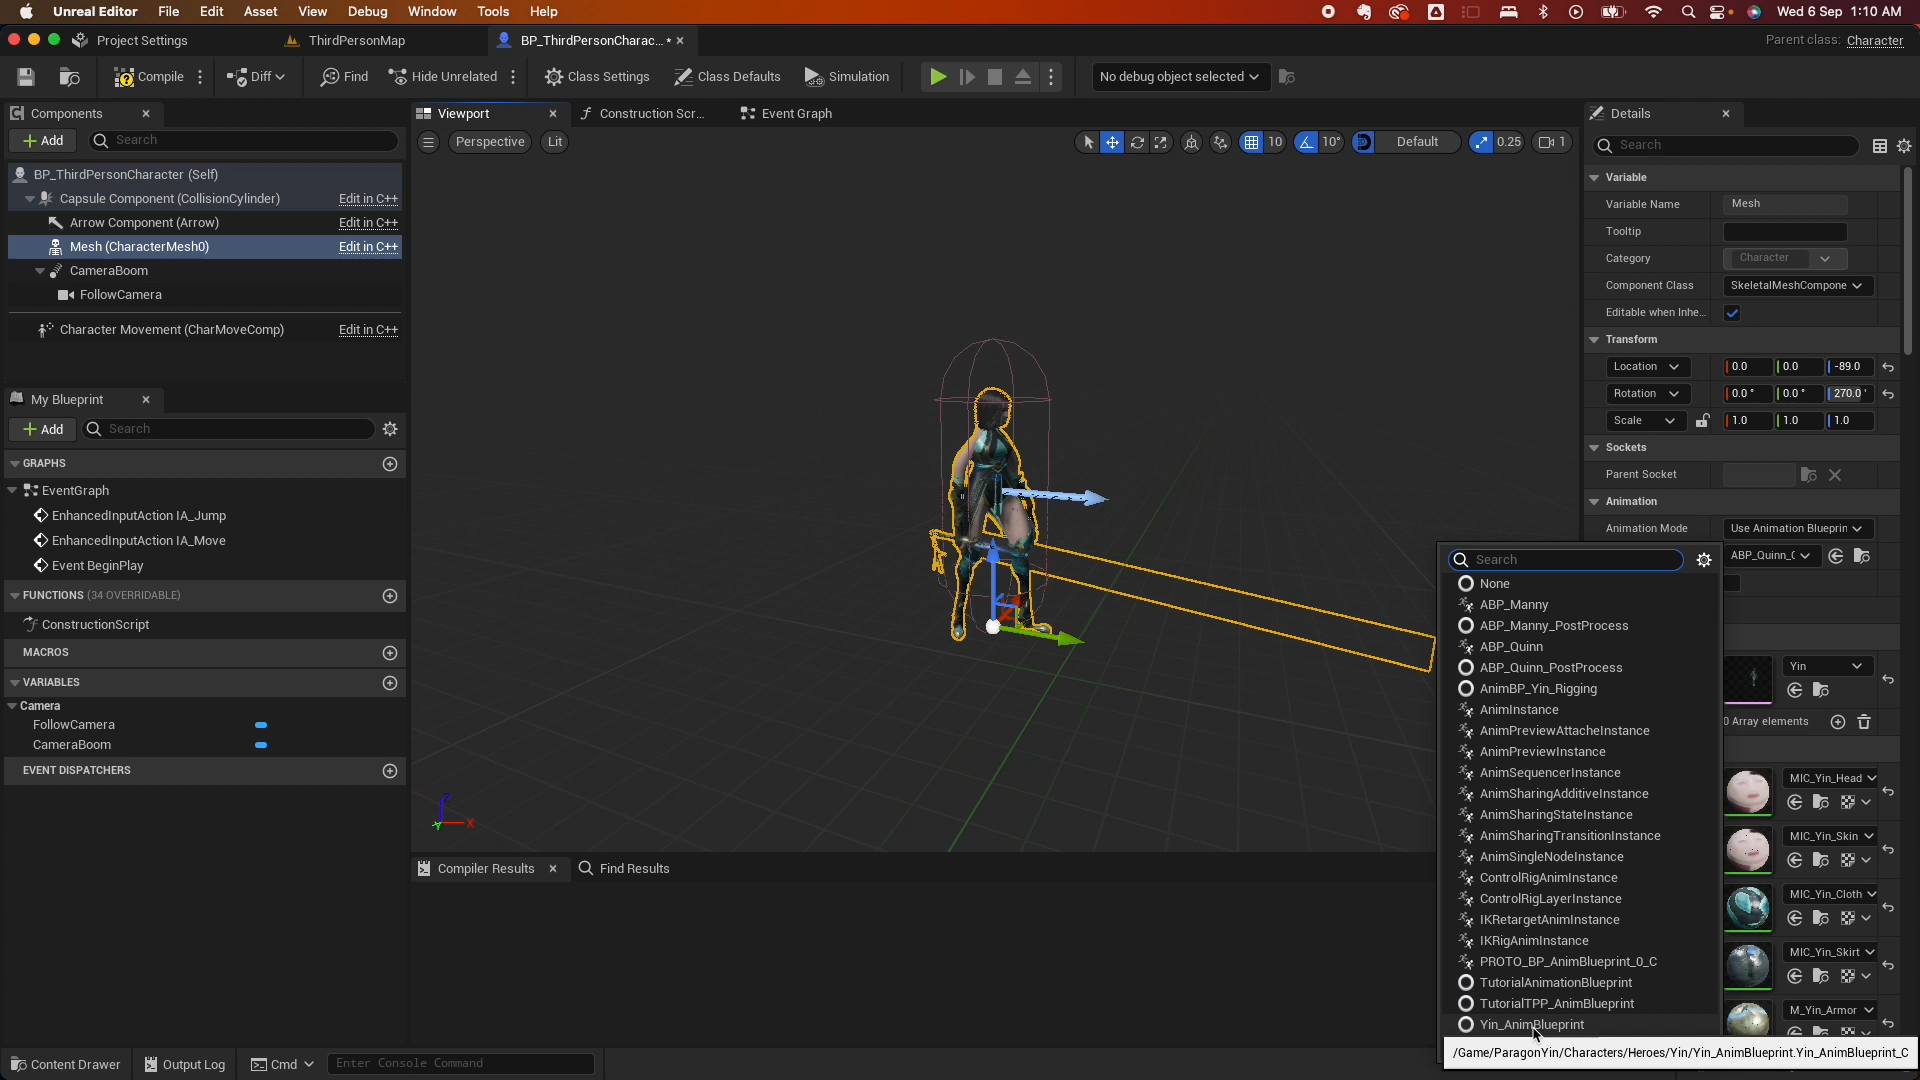 Unreal Editor File Edit Asset View Debug Window Tools Help Wed 6 Sep 1:10 AM
Project Settings ThirdPersonMap BP_ThirdPersonCharac... • Parent class: Character
Compile Diff Find Hide Unrelated Class Settings Class Defaults Simulation No debug object selected
Components Viewport Construction Scr... Event Graph Details
Add Search Perspective Lit 10 10° Default 0.25 1 Search
BP_ThirdPersonCharacter (Self)
Capsule Component (CollisionCylinder) Edit in C++
Arrow Component (Arrow) Edit in C++
Mesh (CharacterMesh0) Edit in C++
CameraBoom
FollowCamera
Character Movement (CharMoveComp) Edit in C++
My Blueprint
Add Search
GRAPHS
EventGraph
EnhancedInputAction IA_Jump
EnhancedInputAction IA_Move
Event BeginPlay
FUNCTIONS (34 OVERRIDABLE)
ConstructionScript
MACROS
VARIABLES
Camera
FollowCamera
CameraBoom
EVENT DISPATCHERS
Z
X
Y
Compiler Results Find Results
Variable
Variable Name Mesh
Tooltip
Category Character
Component Class SkeletalMeshCompone
Editable when Inhe...
Transform
Location 0.0 0.0 -89.0
Rotation 0.0° 0.0° 270.0°
Scale 1.0 1.0 1.0
Sockets
Parent Socket
Animation
Animation Mode Use Animation Blueprin
ABP_Quinn_C
Search
None
ABP_Manny
ABP_Manny_PostProcess
ABP_Quinn
ABP_Quinn_PostProcess
AnimBP_Yin_Rigging
AnimInstance
AnimPreviewAttacheInstance
AnimPreviewInstance
AnimSequencerInstance
AnimSharingAdditiveInstance
AnimSharingStateInstance
AnimSharingTransitionInstance
AnimSingleNodeInstance
ControlRigAnimInstance
ControlRigLayerInstance
IKRetargetAnimInstance
IKRigAnimInstance
PROTO_BP_AnimBlueprint_0_C
TutorialAnimationBlueprint
TutorialTPP_AnimBlueprint
Yin_AnimBlueprint
Yin
0 Array elements
MIC_Yin_Head
MIC_Yin_Skin
MIC_Yin_Cloth
MIC_Yin_Skirt
M_Yin_Armor
/Game/ParagonYin/Characters/Heroes/Yin/Yin_AnimBlueprint.Yin_AnimBlueprint_C
Content Drawer Output Log Cmd Enter Console Command